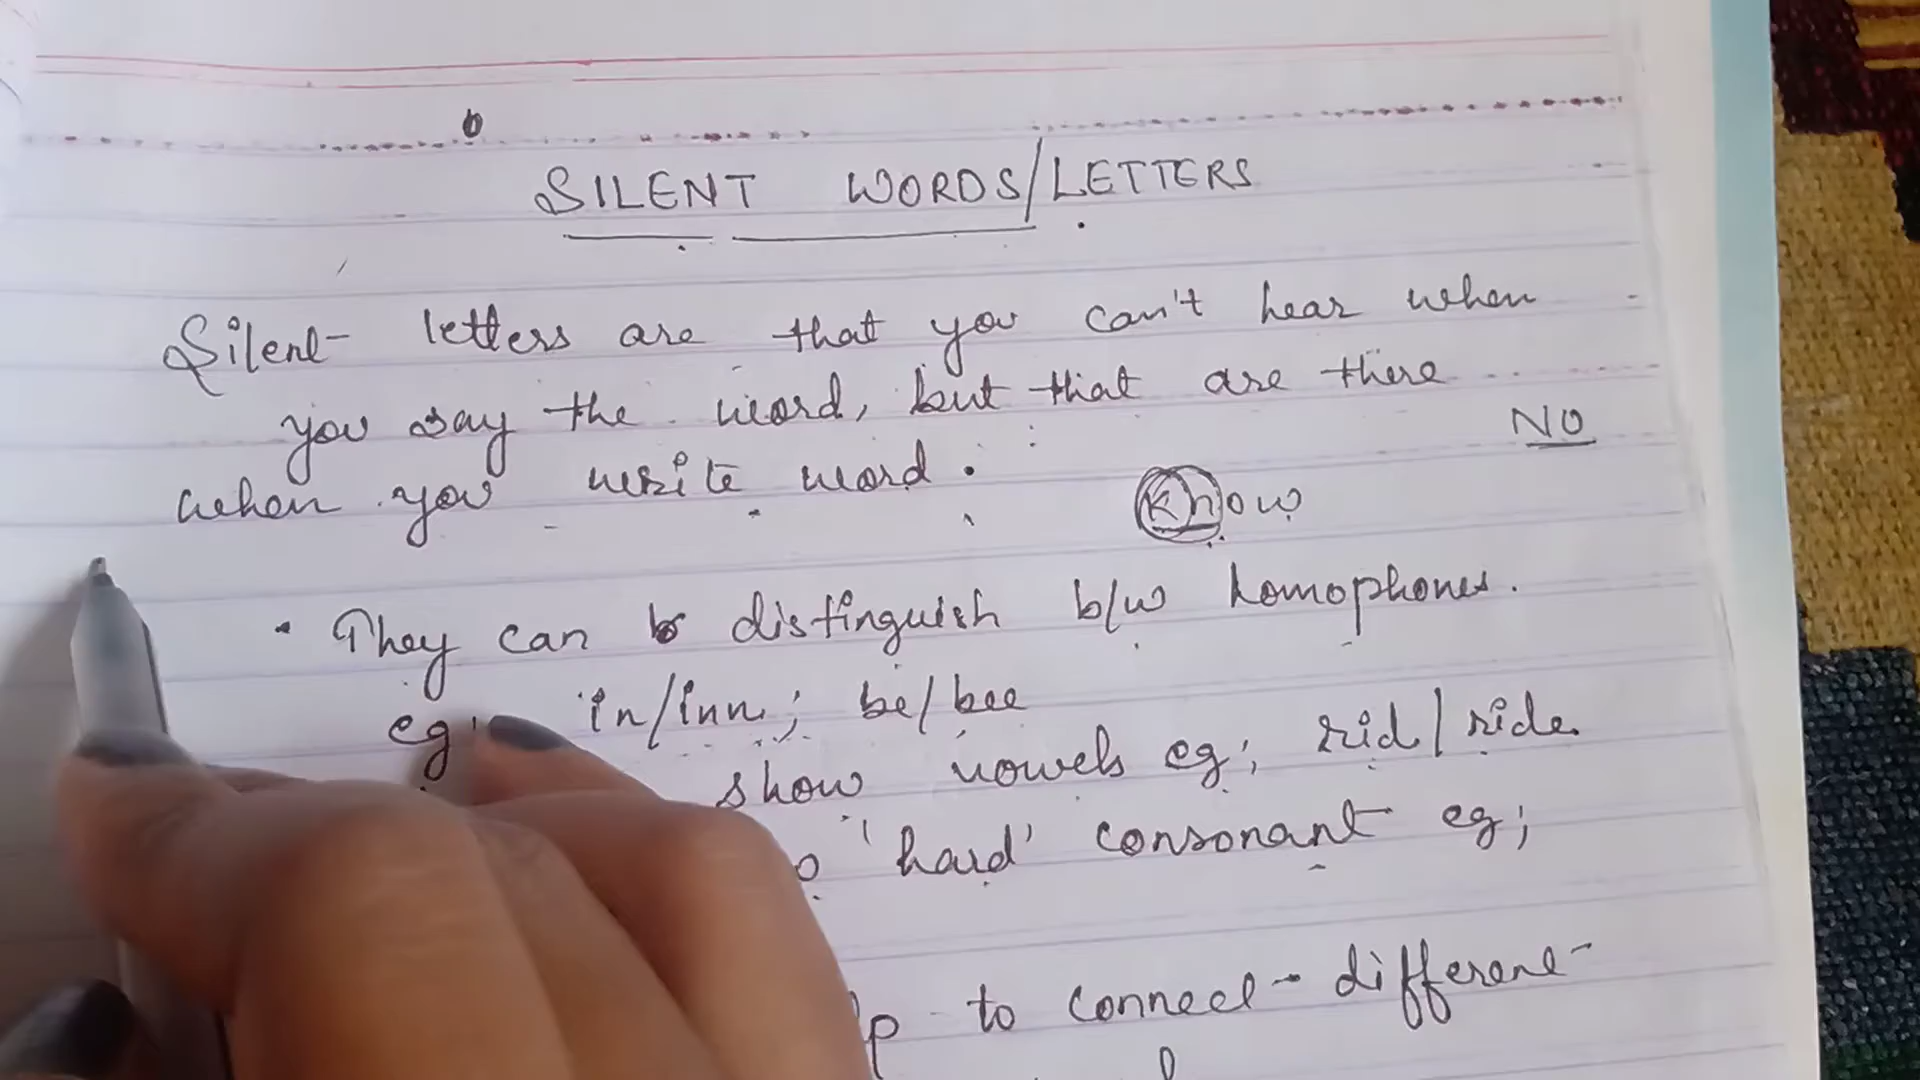 SILENT WORDS/LETTERS
Silent letters are that you can't hear when
you say the word, but that are there
NO
when you write word.
know
• They can distinguish b/w homophones.
eg; in/inn; be/bee
show vowels eg; rid/ride
'hard' consonant eg;
to connect different